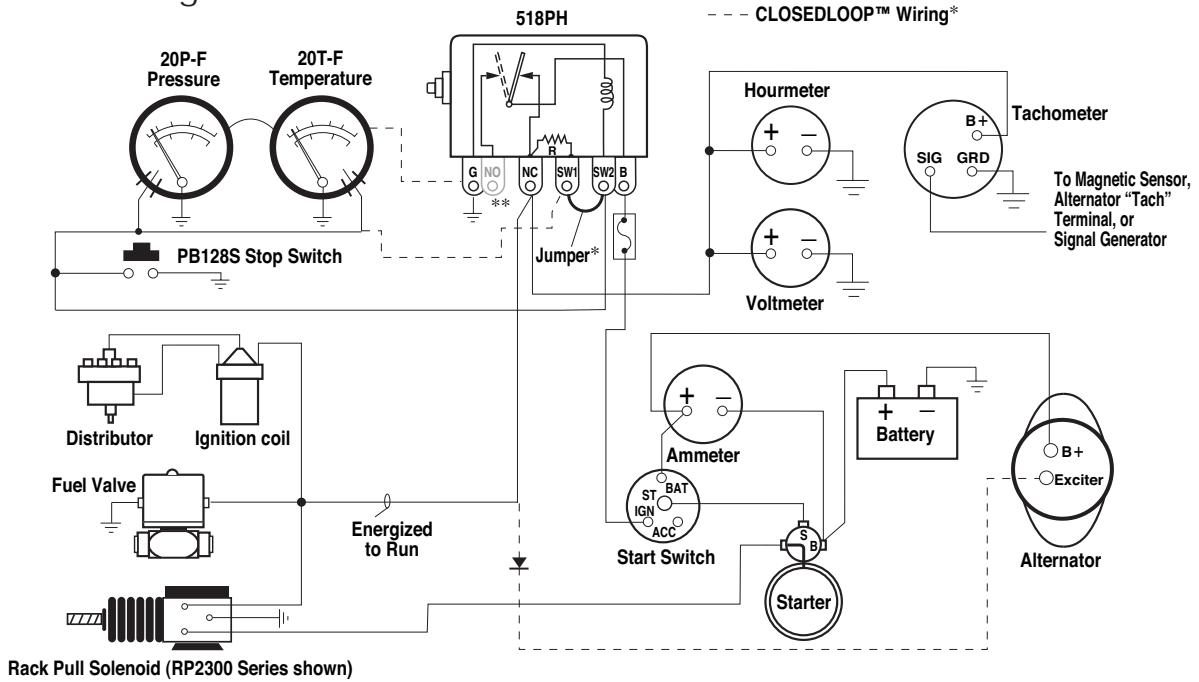 518PH
CLOSEDLOOP™ Wiring*
20P-F
Pressure
20T-F
Temperature
Hourmeter
+ −
B+
SIG GRD
Tachometer
R
G NO NC SW1 SW2 B
**
Jumper*
To Magnetic Sensor,
Alternator “Tach”
Terminal, or
Signal Generator
PB128S Stop Switch
+ −
Voltmeter
Distributor
Ignition coil
+ −
Ammeter
+ −
Battery
B+
Exciter
Alternator
Fuel Valve
Energized
to Run
BAT
ST
IGN
ACC
Start Switch
S
B
Starter
Rack Pull Solenoid (RP2300 Series shown)